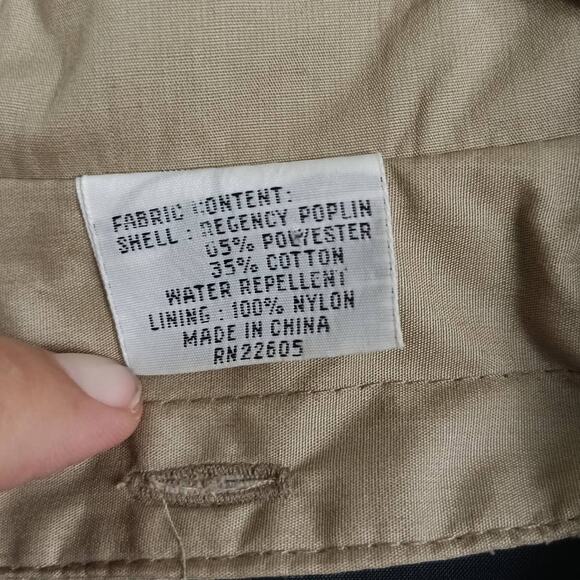 FABRIC CONTENT:
SHELL : REGENCY POPLIN
65% POLYESTER
35% COTTON
WATER REPELLENT
LINING : 100% NYLON
MADE IN CHINA
RN22605